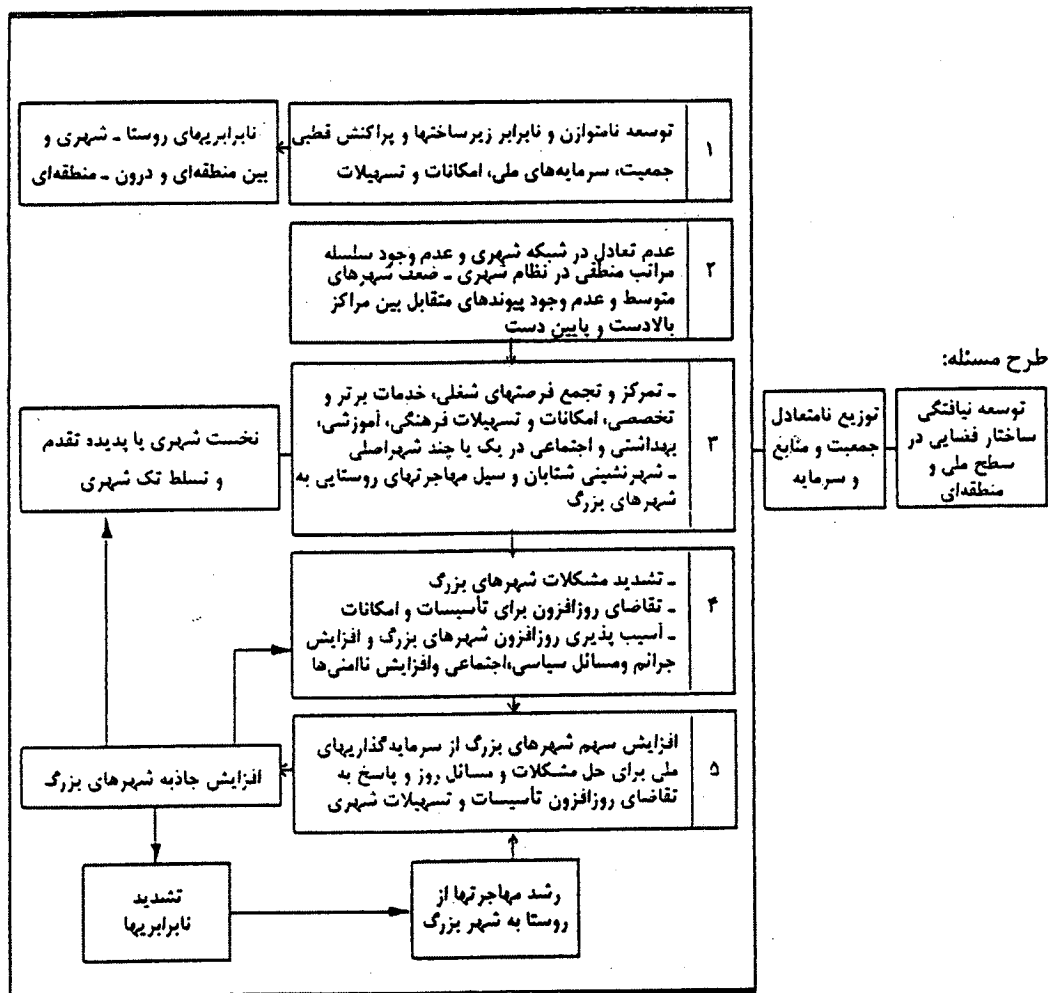 طرح مسئله:
توسعه نیافتگی
ساختار فضایی در
سطح ملی و
منطقه‌ای
توزیع نامتعادل
جمعیت و منابع
و سرمایه
۱
توسعه نامتوازن و نابرابر زیرساختها و پراکنش قطبی
جمعیت، سرمایه‌های ملی، امکانات و تسهیلات
نابرابریهای روستا ـ شهری و
بین منطقه‌ای و درون ـ منطقه‌ای
۲
عدم تعادل در شبکه شهری و عدم وجود سلسله
مراتب منطقی در نظام شهری ـ ضعف شهرهای
متوسط و عدم وجود پیوندهای متقابل بین مراکز
بالادست و پایین دست
۳
ـ تمرکز و تجمع فرصتهای شغلی، خدمات برتر و
تخصصی، امکانات و تسهیلات فرهنگی، آموزشی،
بهداشتی و اجتماعی در یک یا چند شهراصلی
ـ شهرنشینی شتابان و سیل مهاجرتهای روستایی به
شهرهای بزرگ
نخست شهری یا پدیده تقدم
و تسلط تک شهری
۴
ـ تشدید مشکلات شهرهای بزرگ
ـ تقاضای روزافزون برای تأسیسات و امکانات
ـ آسیب پذیری روزافزون شهرهای بزرگ و افزایش
جرائم ومسائل سیاسی،اجتماعی وافزایش ناامنی‌ها
۵
افزایش سهم شهرهای بزرگ از سرمایه‌گذاریهای
ملی برای حل مشکلات و مسائل روز و پاسخ به
تقاضای روزافزون تأسیسات و تسهیلات شهری
افزایش جاذبه شهرهای بزرگ
تشدید
نابرابریها
رشد مهاجرتها از
روستا به شهر بزرگ